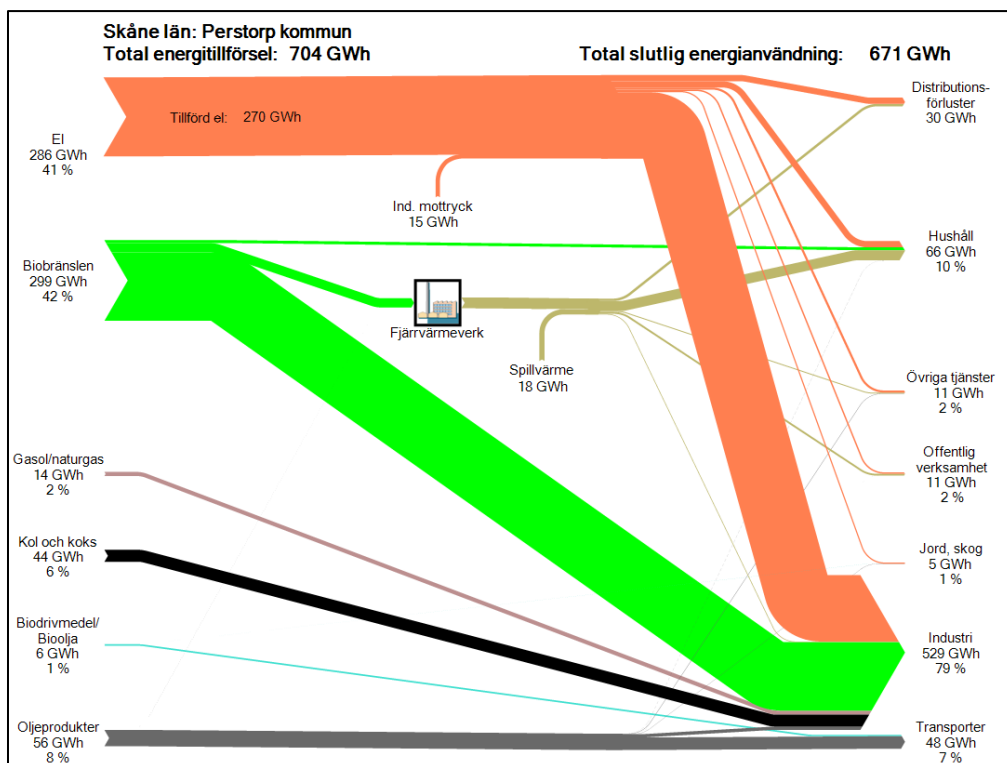 Skåne län: Perstorp kommun
Total energitillförsel: 704 GWh
Total slutlig energianvändning: 671 GWh
El
286 GWh
41 %
Tillförd el: 270 GWh
Ind. mottryck
15 GWh
Biobränslen
299 GWh
42 %
Fjärrvärmeverk
Spillvärme
18 GWh
Gasol/naturgas
14 GWh
2 %
Kol och koks
44 GWh
6 %
Biodrivmedel/
Bioolja
6 GWh
1 %
Oljeprodukter
56 GWh
8 %
Distributions-
förluster
30 GWh
Hushåll
66 GWh
10 %
Övriga tjänster
11 GWh
2 %
Offentlig
verksamhet
11 GWh
2 %
Jord, skog
5 GWh
1 %
Industri
529 GWh
79 %
Transporter
48 GWh
7 %